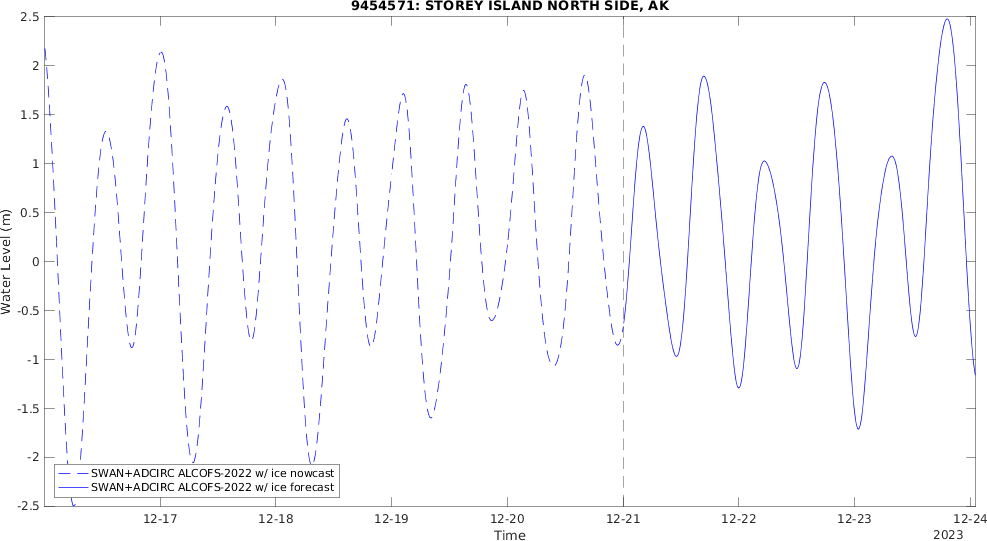 9454571: STOREY ISLAND NORTH SIDE, AK
2.5
2
1.5
1
0.5
0
-0.5
-1
-1.5
-2
-2.5
Water Level (m)
SWAN+ADCIRC ALCOFS-2022 w/ ice nowcast
SWAN+ADCIRC ALCOFS-2022 w/ ice forecast
12-17 12-18 12-19 12-20 12-21 12-22 12-23 12-24
Time
2023